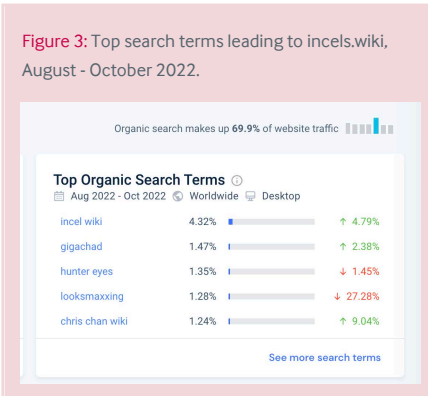 Figure 3: Top search terms leading to incels.wiki,
August - October 2022.
Organic search makes up 69.9% of website traffic
Top Organic Search Terms
Aug 2022 - Oct 2022 Worldwide Desktop
incel wiki 4.32% ↑ 4.79%
gigachad 1.47% ↑ 2.38%
hunter eyes 1.35% ↓ 1.45%
looksmaxxing 1.28% ↓ 27.28%
chris chan wiki 1.24% ↑ 9.04%
See more search terms